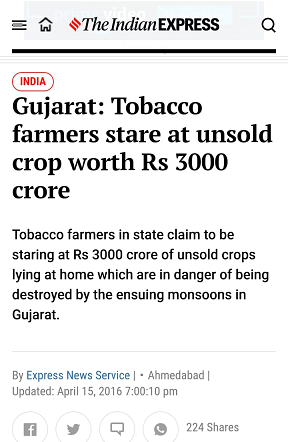 The Indian EXPRESS
INDIA
Gujarat: Tobacco
farmers stare at unsold
crop worth Rs 3000
crore
Tobacco farmers in state claim to be
staring at Rs 3000 crore of unsold crops
lying at home which are in danger of being
destroyed by the ensuing monsoons in
Gujarat.
By Express News Service | • Ahmedabad |
Updated: April 15, 2016 7:00:10 pm
224 Shares